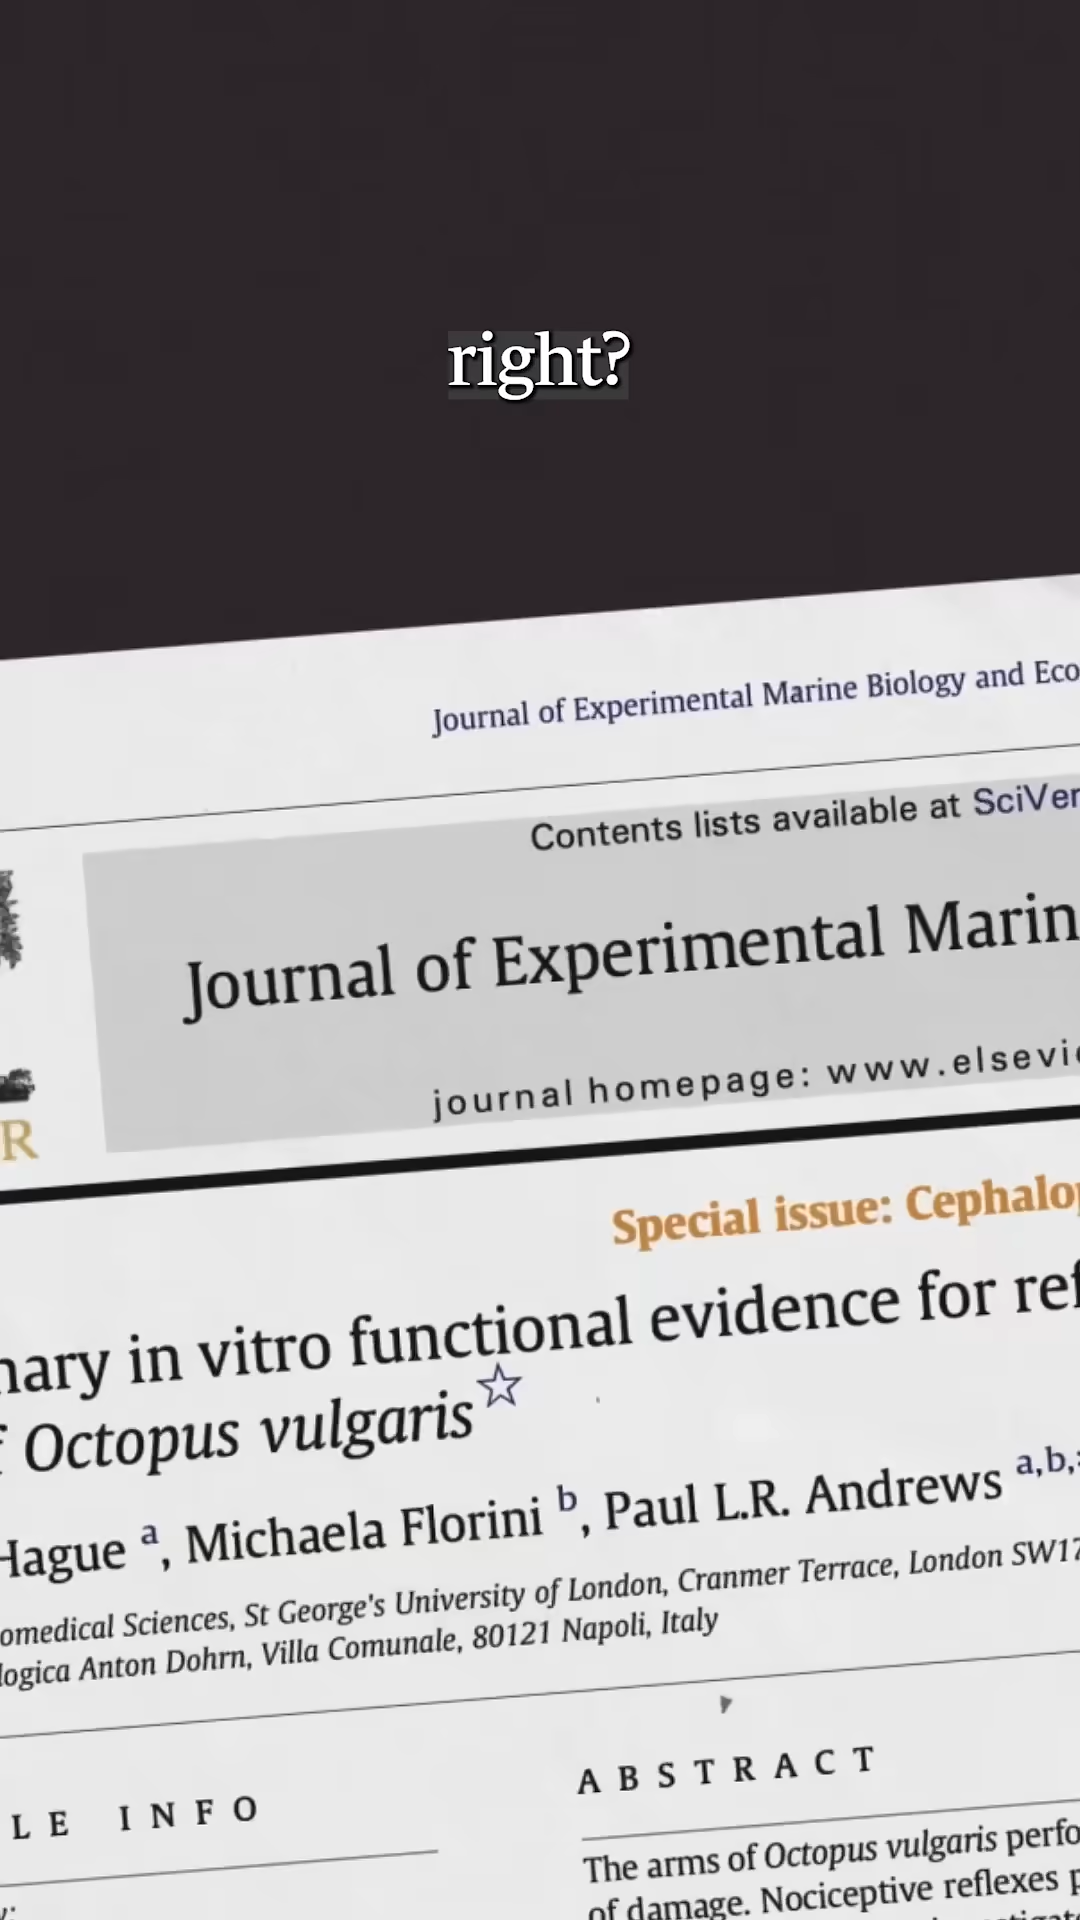 right?
Journal of Experimental Marine Biology and Eco
Contents lists available at SciVer
Journal of Experimental Marin
journal homepage: www.elsevi
R
Special issue: Cephalo
nary in vitro functional evidence for ref
f Octopus vulgaris☆
Hague a, Michaela Florini b, Paul L.R. Andrews a,b,
omedical Sciences, St George's University of London, Cranmer Terrace, London SW17
logica Anton Dohrn, Villa Comunale, 80121 Napoli, Italy
LE INFO
ABSTRACT
The arms of Octopus vulgaris perfo
of damage. Nociceptive reflexes p